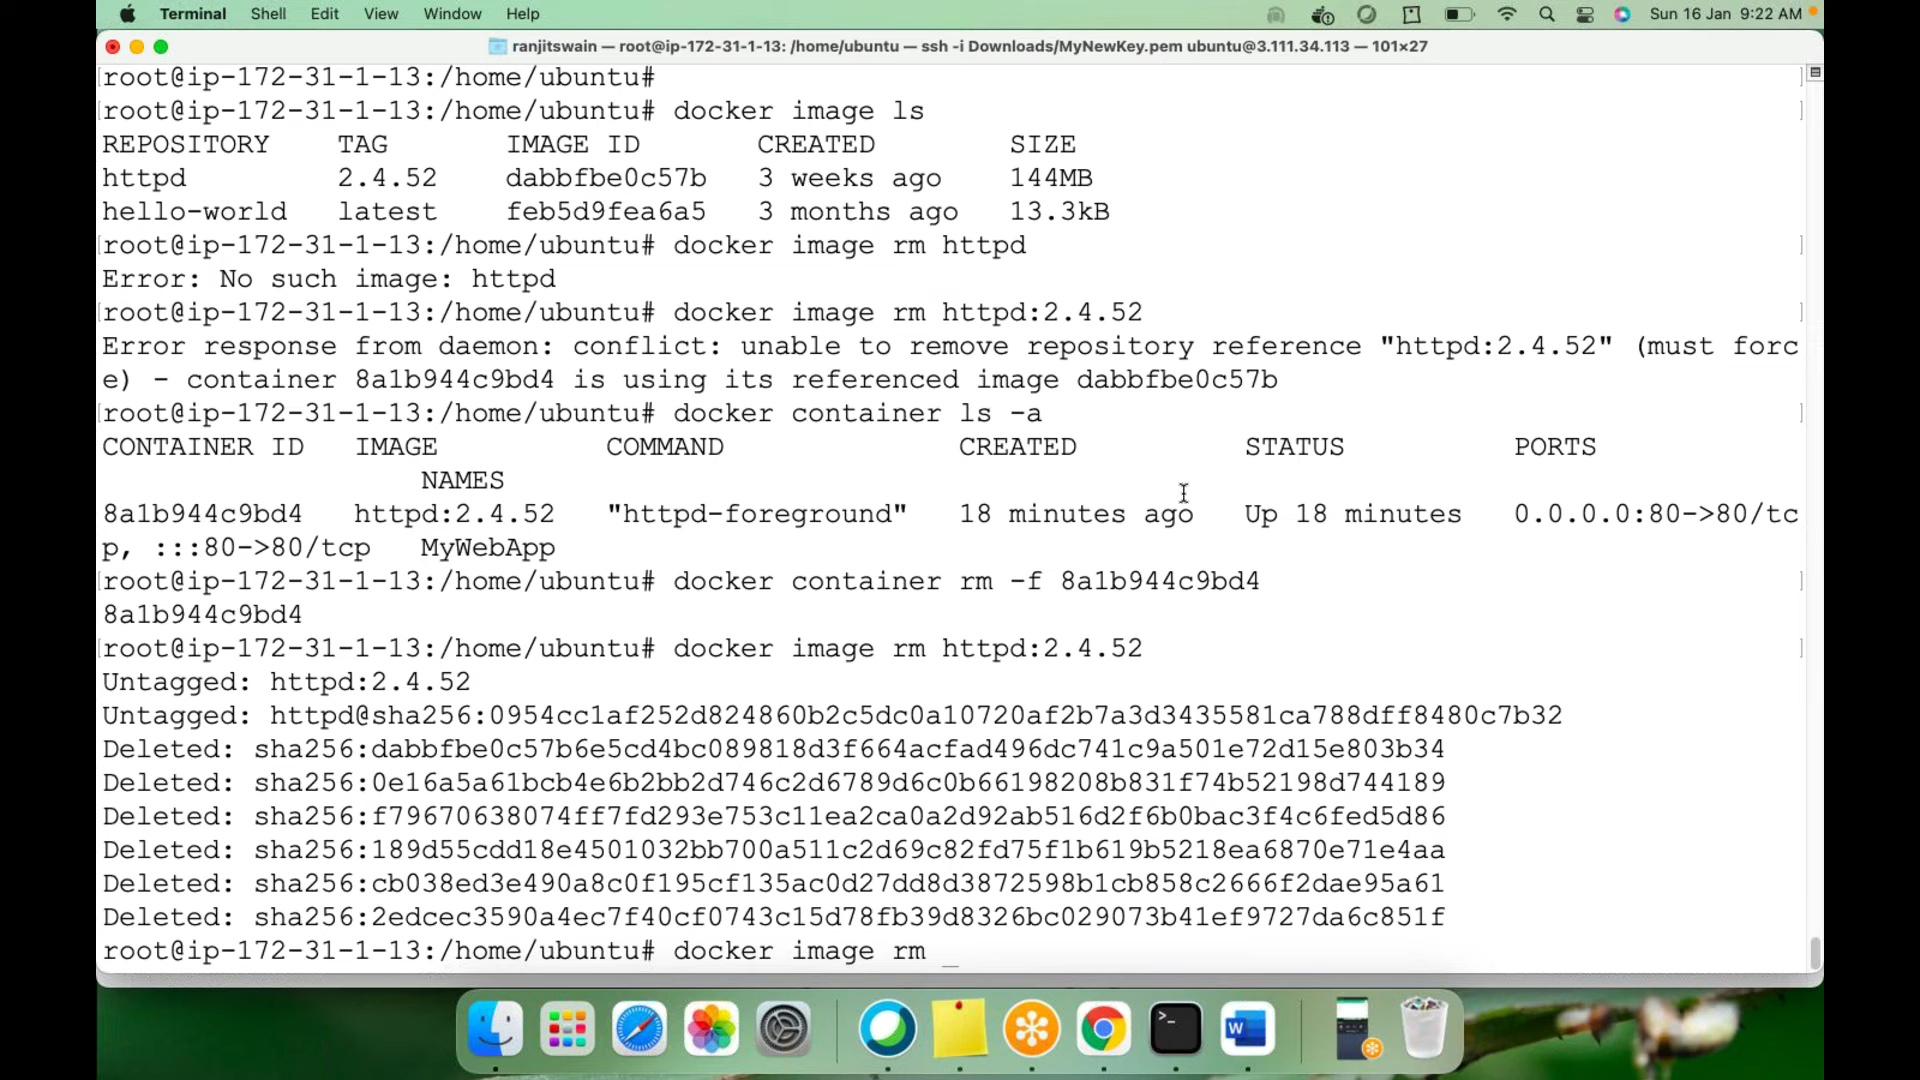 Terminal Shell Edit View Window Help Sun 16 Jan 9:22 AM
ranjitswain — root@ip-172-31-1-13: /home/ubuntu — ssh -i Downloads/MyNewKey.pem ubuntu@3.111.34.113 — 101×27
root@ip-172-31-1-13:/home/ubuntu#
root@ip-172-31-1-13:/home/ubuntu# docker image ls
REPOSITORY TAG IMAGE ID CREATED SIZE
httpd 2.4.52 dabbfbe0c57b 3 weeks ago 144MB
hello-world latest feb5d9fea6a5 3 months ago 13.3kB
root@ip-172-31-1-13:/home/ubuntu# docker image rm httpd
Error: No such image: httpd
root@ip-172-31-1-13:/home/ubuntu# docker image rm httpd:2.4.52
Error response from daemon: conflict: unable to remove repository reference "httpd:2.4.52" (must forc
e) - container 8a1b944c9bd4 is using its referenced image dabbfbe0c57b
root@ip-172-31-1-13:/home/ubuntu# docker container ls -a
CONTAINER ID IMAGE COMMAND CREATED STATUS PORTS
NAMES
8a1b944c9bd4 httpd:2.4.52 "httpd-foreground" 18 minutes ago Up 18 minutes 0.0.0.0:80->80/tc
p, :::80->80/tcp MyWebApp
root@ip-172-31-1-13:/home/ubuntu# docker container rm -f 8a1b944c9bd4
8a1b944c9bd4
root@ip-172-31-1-13:/home/ubuntu# docker image rm httpd:2.4.52
Untagged: httpd:2.4.52
Untagged: httpd@sha256:0954cc1af252d824860b2c5dc0a10720af2b7a3d3435581ca788dff8480c7b32
Deleted: sha256:dabbfbe0c57b6e5cd4bc089818d3f664acfad496dc741c9a501e72d15e803b34
Deleted: sha256:0e16a5a61bcb4e6b2bb2d746c2d6789d6c0b66198208b831f74b52198d744189
Deleted: sha256:f79670638074ff7fd293e753c11ea2ca0a2d92ab516d2f6b0bac3f4c6fed5d86
Deleted: sha256:189d55cdd18e4501032bb700a511c2d69c82fd75f1b619b5218ea6870e71e4aa
Deleted: sha256:cb038ed3e490a8c0f195cf135ac0d27dd8d3872598b1cb858c2666f2dae95a61
Deleted: sha256:2edcec3590a4ec7f40cf0743c15d78fb39d8326bc029073b41ef9727da6c851f
root@ip-172-31-1-13:/home/ubuntu# docker image rm